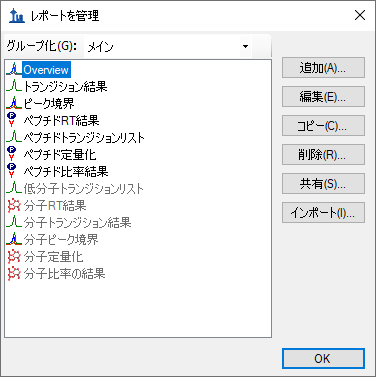 レポートを管理
グループ化(G): メイン
Overview
トランジション結果
ピーク境界
ペプチドRT結果
ペプチドトランジションリスト
ペプチド定量化
ペプチド比率結果
低分子トランジションリスト
分子RT結果
分子トランジション結果
分子ピーク境界
分子定量化
分子比率の結果
追加(A)...
編集(E)...
コピー(C)...
削除(R)...
共有(S)...
インポート(I)...
OK